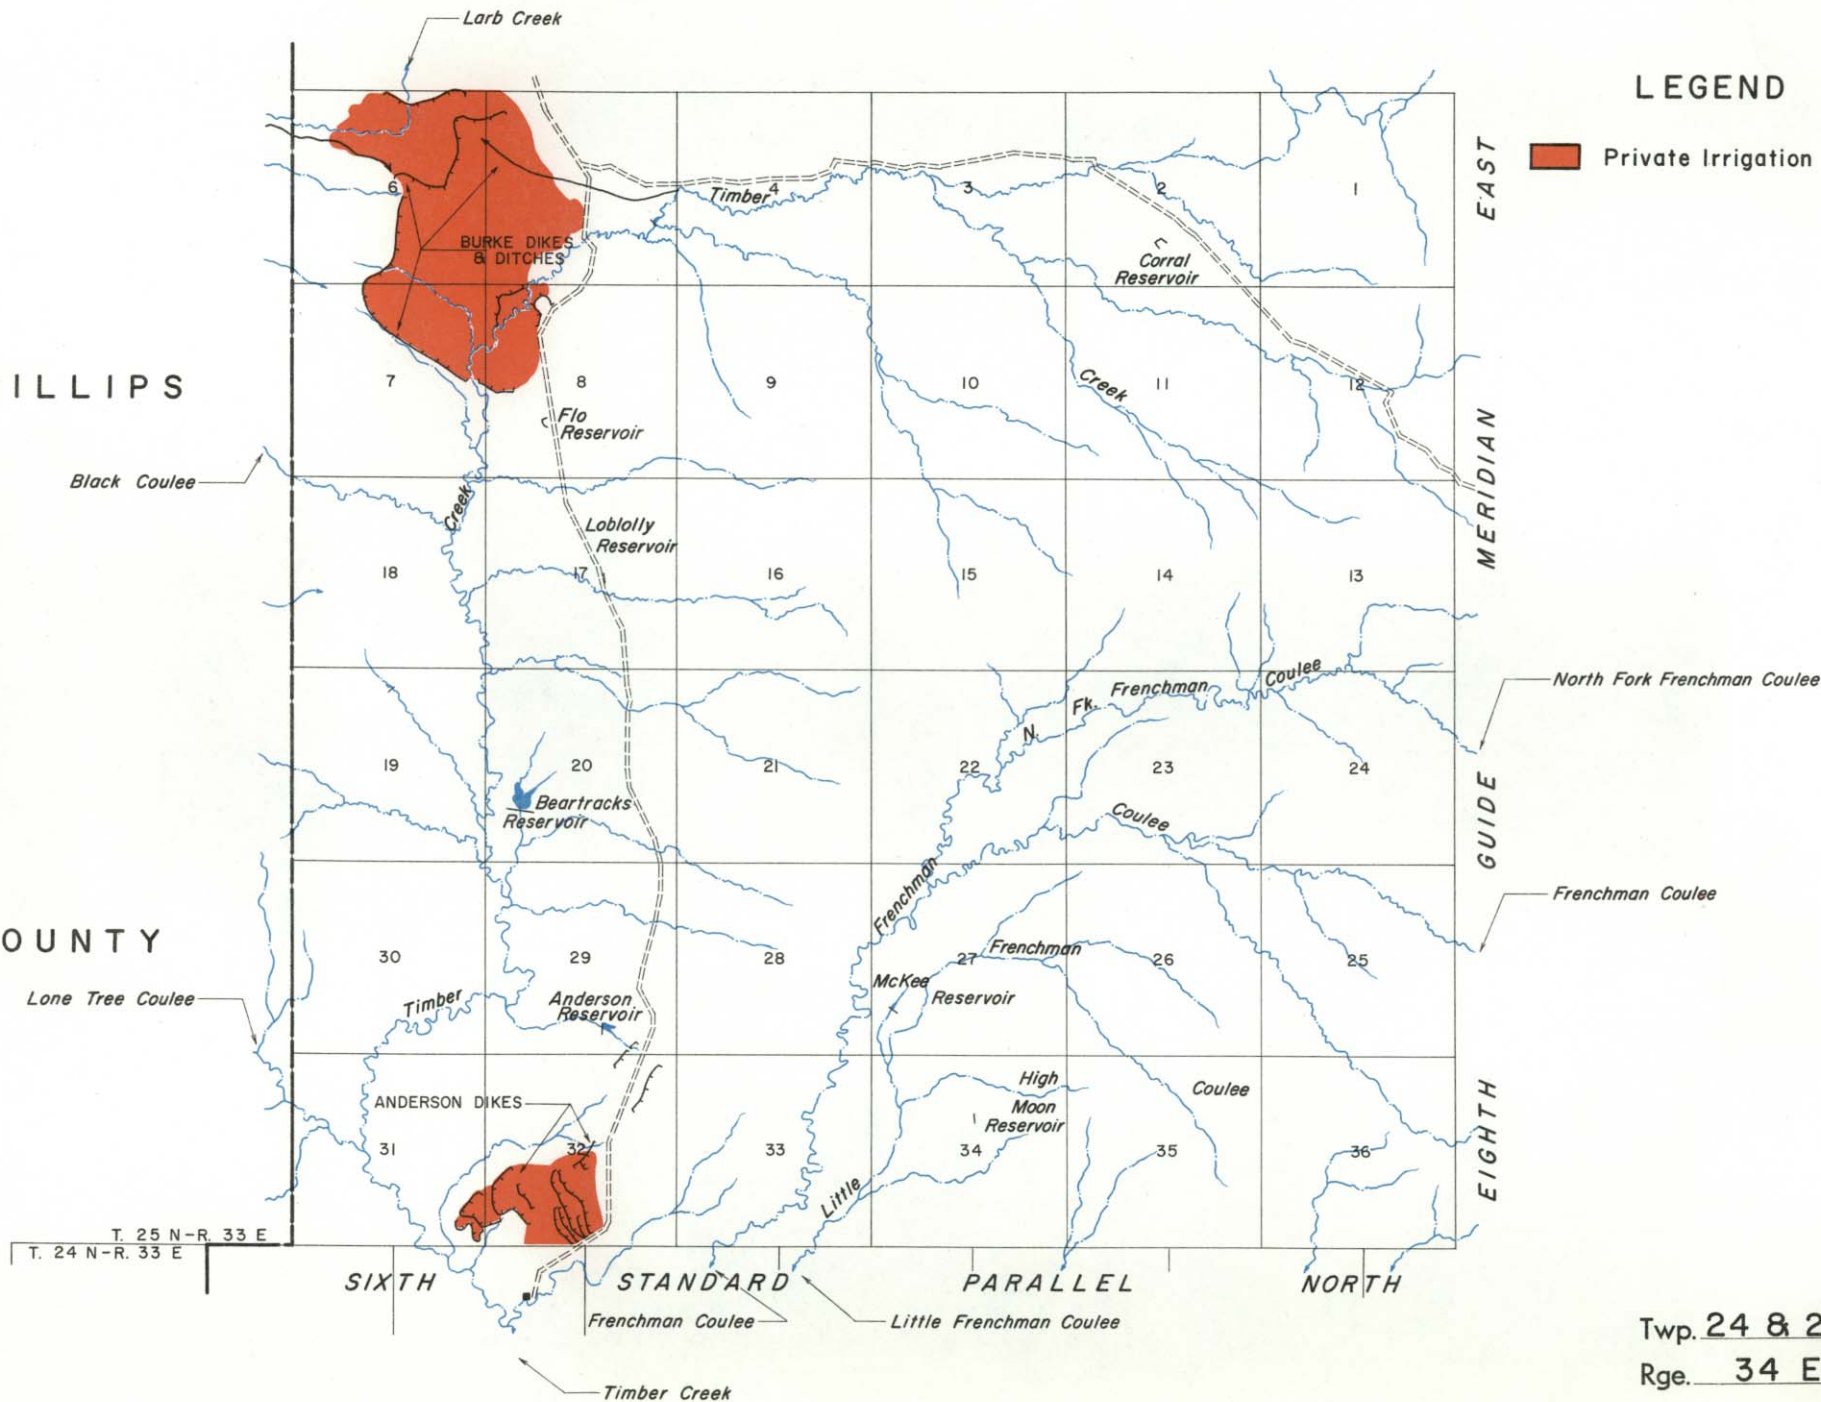 Larb Creek
LEGEND
Private Irrigation
EAST
6
Timber
4
3
2
1
BURKE DIKES
& DITCHES
Corral
Reservoir
ILLIPS
7
8
9
10
Creek
11
12
Flo
Reservoir
MERIDIAN
Black Coulee
Creek
Loblolly
Reservoir
18
17
16
15
14
13
North Fork Frenchman Coulee
N.
Fk.
Frenchman
Coulee
19
20
21
22
23
24
Beartracks
Reservoir
Coulee
GUIDE
Frenchman
Frenchman Coulee
OUNTY
30
29
28
27
Frenchman
26
25
Lone Tree Coulee
Timber
Anderson
Reservoir
McKee
Reservoir
High
Moon
Reservoir
Coulee
ANDERSON DIKES
31
32
33
34
35
36
EIGHTH
Little
T. 25 N-R. 33 E
T. 24 N-R. 33 E
SIXTH STANDARD PARALLEL NORTH
Frenchman Coulee
Little Frenchman Coulee
Twp. 24 & 2
Rge. 34 E
Timber Creek